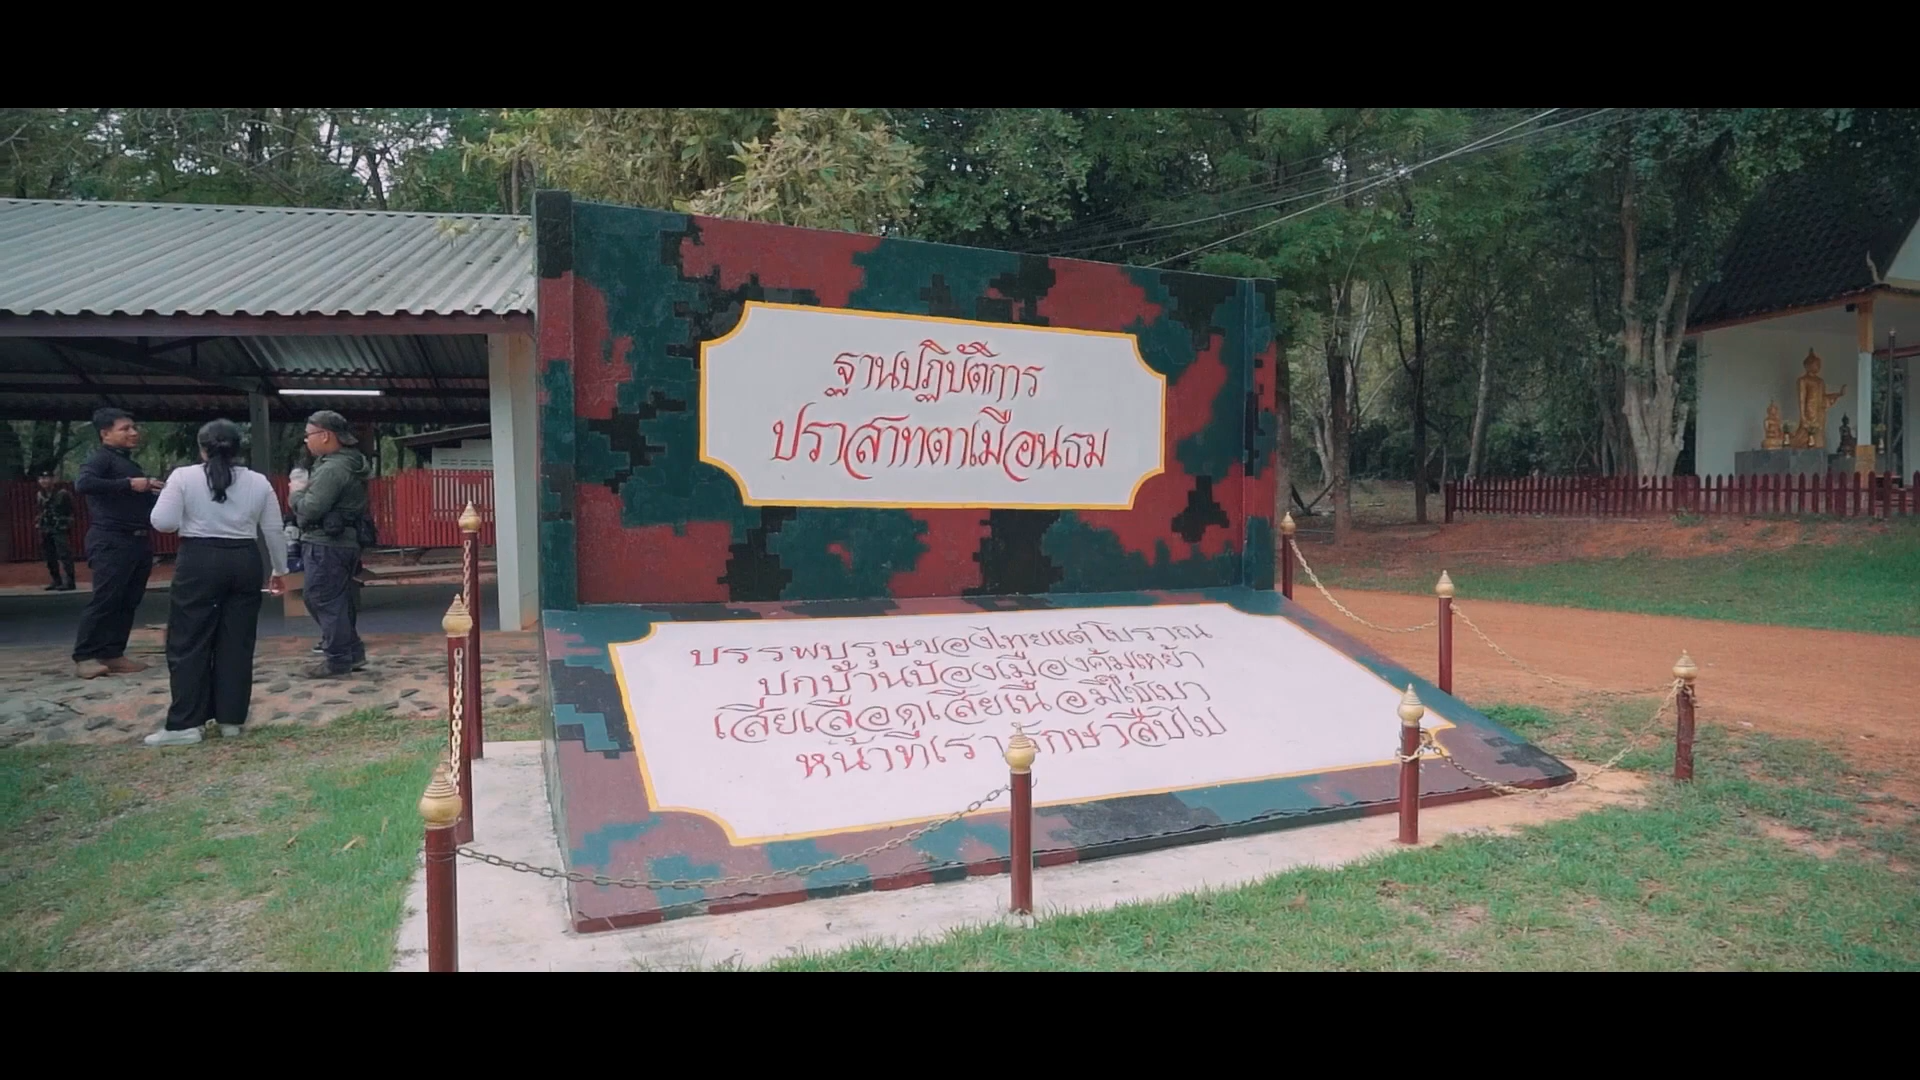 ฐานปฏิบัติการ
ปราสาทตาเมือนธม
บรรพบุรุษของไทยแต่โบราณ
ปกบ้านป้องเมืองคุ้มเหย้า
เสียเลือดเสียเนื้อมิใช่เบา
หน้าที่เรารักษาสืบไป